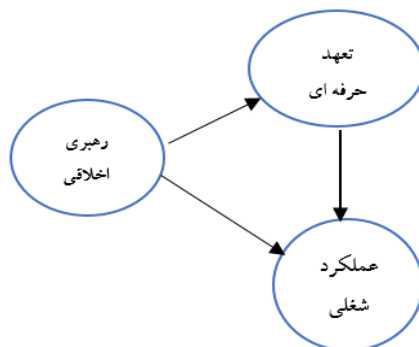 تعهد
حرفه ای
رهبری
اخلاقی
عملکرد
شغلی